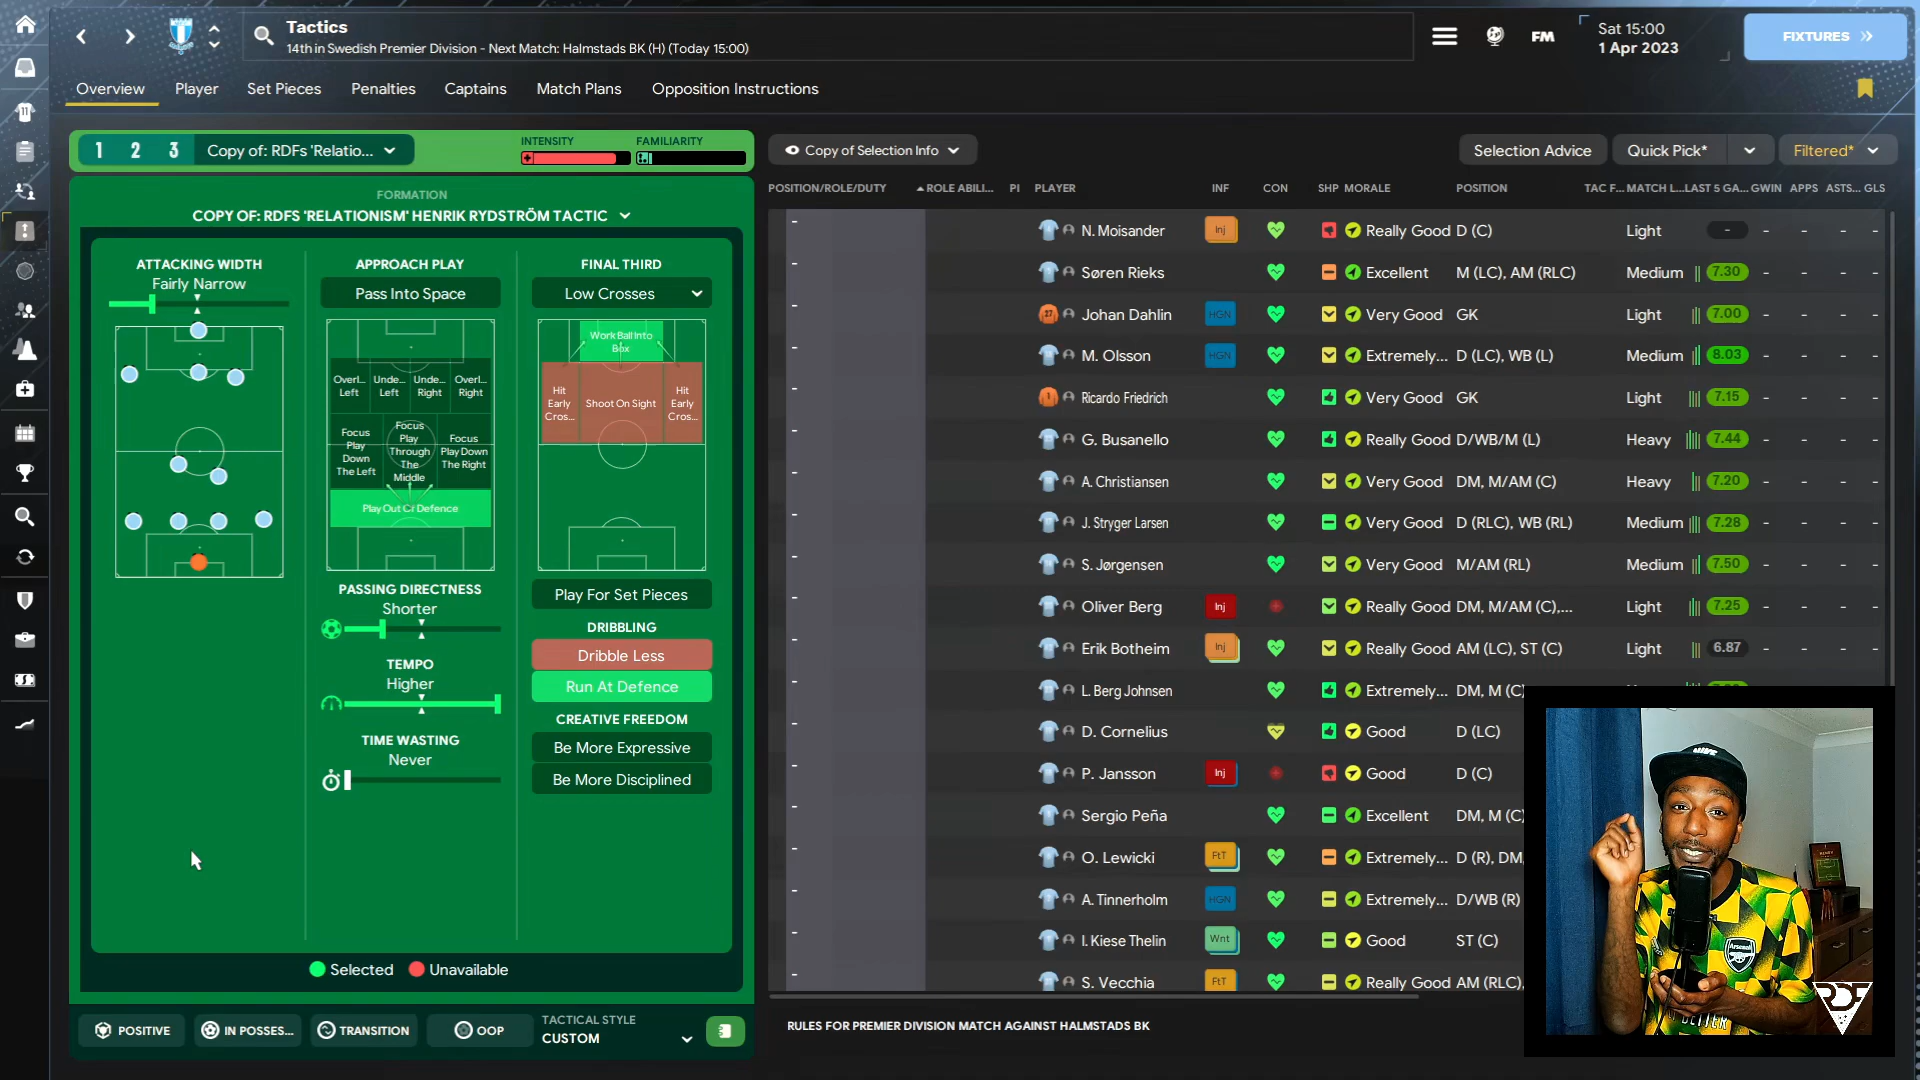 Tactics
14th in Swedish Premier Division - Next Match: Halmstads BK (H) (Today 15:00)
FM
Sat 15:00
1 Apr 2023
FIXTURES
Overview Player Set Pieces Penalties Captains Match Plans Opposition Instructions
1 2 3 Copy of: RDFs 'Relatio...
INTENSITY
FAMILIARITY
FORMATION
COPY OF: RDFS 'RELATIONISM' HENRIK RYDSTRÖM TACTIC
ATTACKING WIDTH
Fairly Narrow
APPROACH PLAY
Pass Into Space
Overl... Left
Unde... Left
Unde... Right
Overl... Right
Focus Play Down The Left
Focus Play Through The Middle
Focus Play Down The Right
Play Out Of Defence
PASSING DIRECTNESS
Shorter
TEMPO
Higher
TIME WASTING
Never
FINAL THIRD
Low Crosses
Work Ball Into Box
Hit Early Cros...
Shoot On Sight
Hit Early Cros...
Play For Set Pieces
DRIBBLING
Dribble Less
Run At Defence
CREATIVE FREEDOM
Be More Expressive
Be More Disciplined
Selected Unavailable
POSITIVE IN POSSES... TRANSITION OOP
TACTICAL STYLE
CUSTOM
Copy of Selection Info Selection Advice Quick Pick* Filtered*
POSITION/ROLE/DUTY ROLE ABILI... PI PLAYER INF CON SHP MORALE POSITION TAC F... MATCH L... LAST 5 GA... GWIN APPS ASTS... GLS
- N. Moisander Inj Really Good D (C) Light - - - - -
- Søren Rieks Excellent M (LC), AM (RLC) Medium 7.30 - - - -
- Johan Dahlin HGN Very Good GK Light 7.00 - - - -
- M. Olsson HGN Extremely... D (LC), WB (L) Medium 8.03 - - - -
- Ricardo Friedrich Very Good GK Light 7.15 - - - -
- G. Busanello Really Good D/WB/M (L) Heavy 7.44 - - - -
- A. Christiansen Very Good DM, M/AM (C) Heavy 7.20 - - - -
- J. Stryger Larsen Very Good D (RLC), WB (RL) Medium 7.28 - - - -
- S. Jørgensen Very Good M/AM (RL) Medium 7.50 - - - -
- Oliver Berg Inj Really Good DM, M/AM (C),... Light 7.25 - - - -
- Erik Botheim Inj Really Good AM (LC), ST (C) Light 6.87 - - - -
- L. Berg Johnsen Extremely... DM, M (C)
- D. Cornelius Good D (LC)
- P. Jansson Inj Good D (C)
- Sergio Peña Excellent DM, M (C)
- O. Lewicki FtT Extremely... D (R), DM,
- A. Tinnerholm HGN Extremely... D/WB (R)
- I. Kiese Thelin Wnt Good ST (C)
- S. Vecchia FtT Really Good AM (RLC),
RULES FOR PREMIER DIVISION MATCH AGAINST HALMSTADS BK
Arsenal
RDF